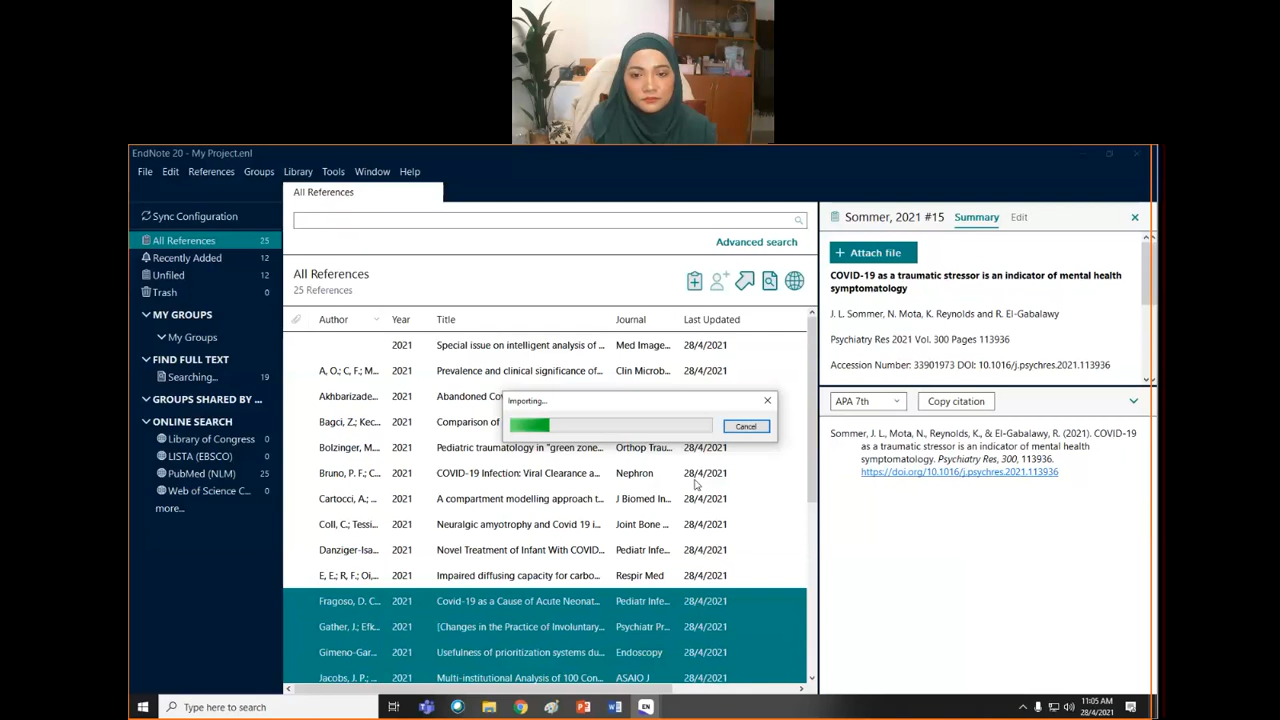 EndNote 20 - My Project.enl
File Edit References Groups Library Tools Window Help
All References
Sync Configuration
All References 25
Recently Added 12
Unfiled 12
Trash 0
MY GROUPS
My Groups
FIND FULL TEXT
Searching... 19
GROUPS SHARED BY ...
ONLINE SEARCH
Library of Congress 0
LISTA (EBSCO) 0
PubMed (NLM) 25
Web of Science C... 0
more...
Advanced search
All References
25 References
Author Year Title Journal Last Updated
2021 Special issue on intelligent analysis of ... Med Image... 28/4/2021
A, O.; C, F.; M... 2021 Prevalence and clinical significance of... Clin Microb... 28/4/2021
Akhbarizade... 2021 Abandoned Cov
Bagci, Z.; Kec... 2021 Comparison of
Bolzinger, M... 2021 Pediatric traumatology in "green zone... Orthop Trau... 28/4/2021
Bruno, P. F.; H... 2021 COVID-19 Infection: Viral Clearance a... Nephron 28/4/2021
Cartocci, A.; ... 2021 A compartment modelling approach t... J Biomed In... 28/4/2021
Coll, C.; Tessi... 2021 Neuralgic amyotrophy and Covid 19 i... Joint Bone ... 28/4/2021
Danziger-Isa... 2021 Novel Treatment of Infant With COVID... Pediatr Infe... 28/4/2021
E, E.; R, F.; Oi,... 2021 Impaired diffusing capacity for carbo... Respir Med 28/4/2021
Fragoso, D. C... 2021 Covid-19 as a Cause of Acute Neonat... Pediatr Infe... 28/4/2021
Gather, J.; Efk... 2021 [Changes in the Practice of Involuntary... Psychiatr Pr... 28/4/2021
Gimeno-Gar... 2021 Usefulness of prioritization systems du... Endoscopy 28/4/2021
Jacobs, J. P.;... 2021 Multi-institutional Analysis of 100 Con... ASAIO J 28/4/2021
Importing...
Cancel
Sommer, 2021 #15 Summary Edit
+ Attach file
COVID-19 as a traumatic stressor is an indicator of mental health
symptomatology
J. L. Sommer, N. Mota, K. Reynolds and R. El-Gabalawy
Psychiatry Res 2021 Vol. 300 Pages 113936
Accession Number: 33901973 DOI: 10.1016/j.psychres.2021.113936
APA 7th Copy citation
Sommer, J. L., Mota, N., Reynolds, K., & El-Gabalawy, R. (2021). COVID-
19 as a traumatic stressor is an indicator of mental health
symptomatology. Psychiatry Res, 300, 113936.
https://doi.org/10.1016/j.psychres.2021.113936
Type here to search
EN
11:05 AM
28/4/2021